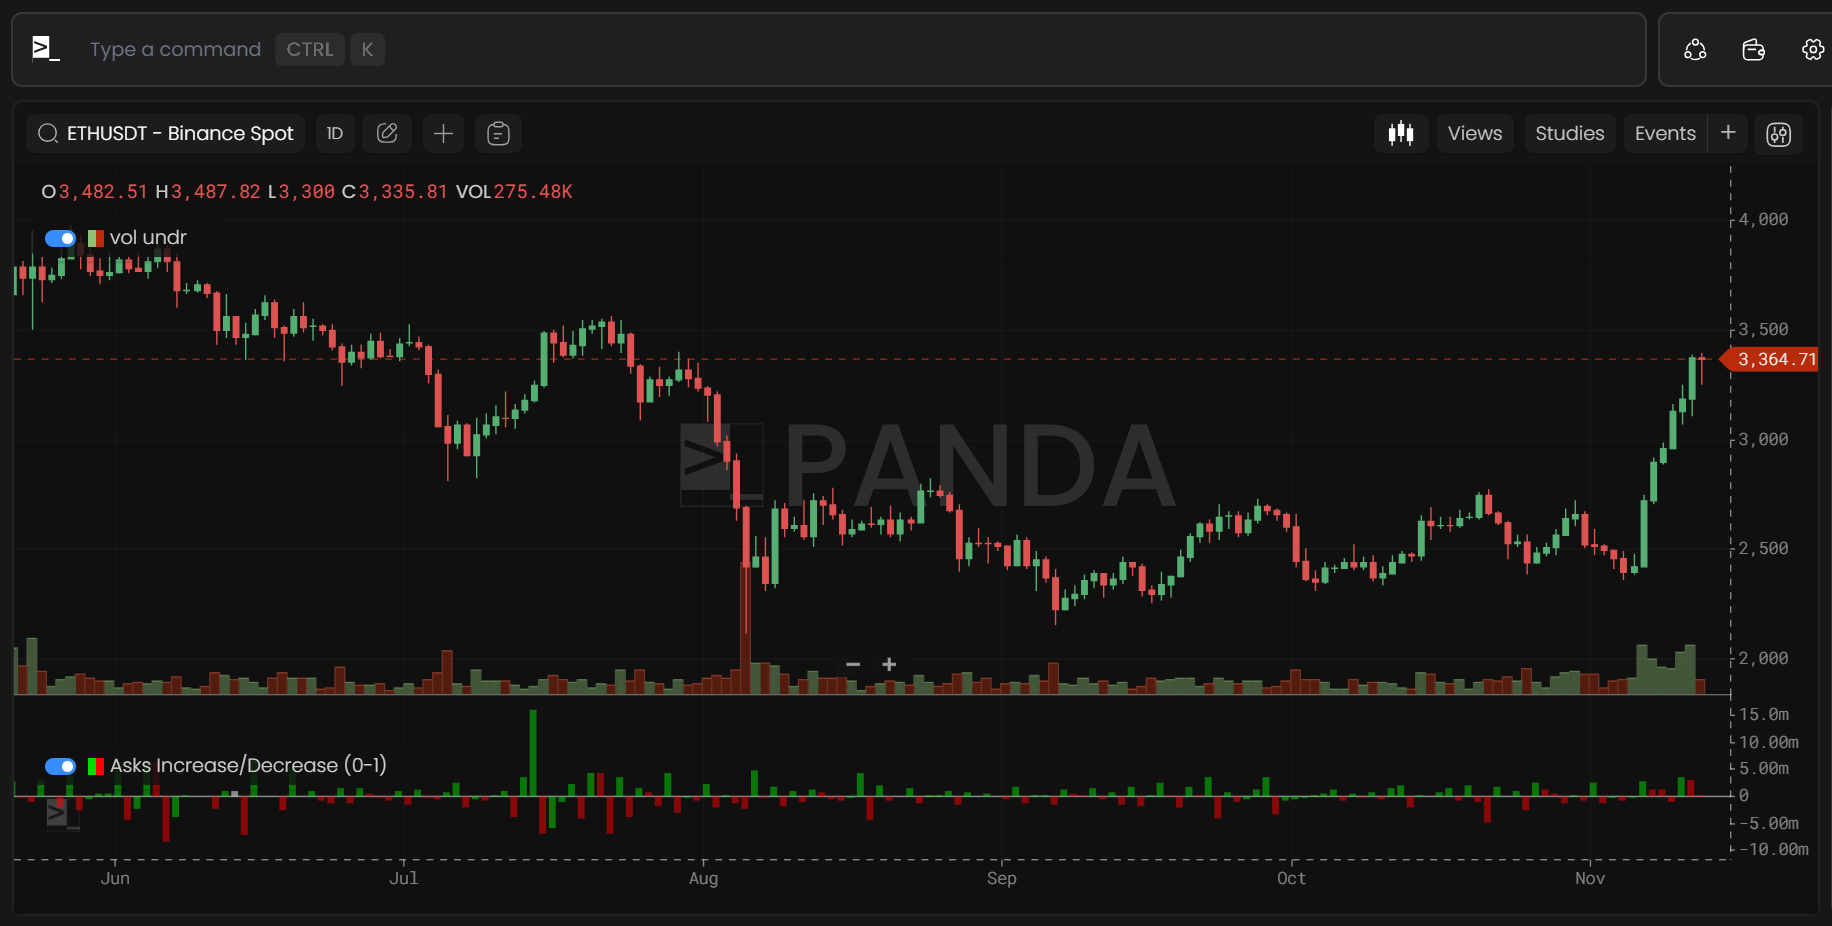 >_ Type a command CTRL K
ETHUSDT - Binance Spot 1D Views Studies Events +
O3,482.51 H3,487.82 L3,300 C3,335.81 VOL275.48K
vol undr
4,000
3,500
3,364.71
3,000
>_ PANDA
2,500
2,000
− +
15.0m
10.00m
5.00m
Asks Increase/Decrease (0-1)
0
>_
-5.00m
-10.00m
Jun Jul Aug Sep Oct Nov